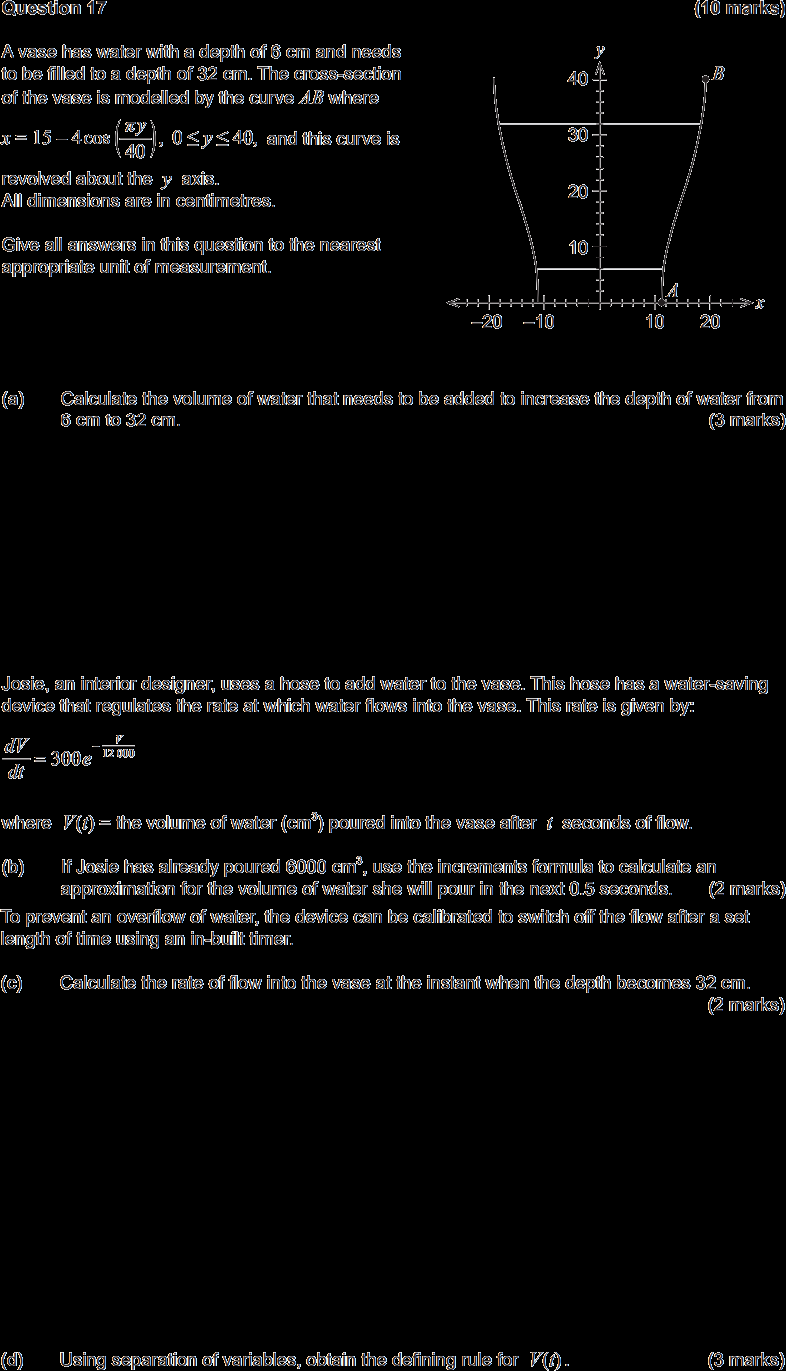 Question 17 (10 marks)
A vase has water with a depth of 6 cm and needs
to be filled to a depth of 32 cm. The cross-section
of the vase is modelled by the curve AB where
x = 15 – 4 cos (πy/40), 0 ≤ y ≤ 40, and this curve is
revolved about the y axis.
All dimensions are in centimetres.
Give all answers in this question to the nearest
appropriate unit of measurement.
y
40
B
30
20
10
A
x
–20 –10 10 20
(a) Calculate the volume of water that needs to be added to increase the depth of water from
6 cm to 32 cm. (3 marks)
Josie, an interior designer, uses a hose to add water to the vase. This hose has a water-saving
device that regulates the rate at which water flows into the vase. This rate is given by:
dV/dt = 300e^(–V/12 000)
where V(t) = the volume of water (cm³) poured into the vase after t seconds of flow.
(b) If Josie has already poured 6000 cm³, use the increments formula to calculate an
approximation for the volume of water she will pour in the next 0.5 seconds. (2 marks)
To prevent an overflow of water, the device can be calibrated to switch off the flow after a set
length of time using an in-built timer.
(c) Calculate the rate of flow into the vase at the instant when the depth becomes 32 cm.
(2 marks)
(d) Using separation of variables, obtain the defining rule for V(t). (3 marks)